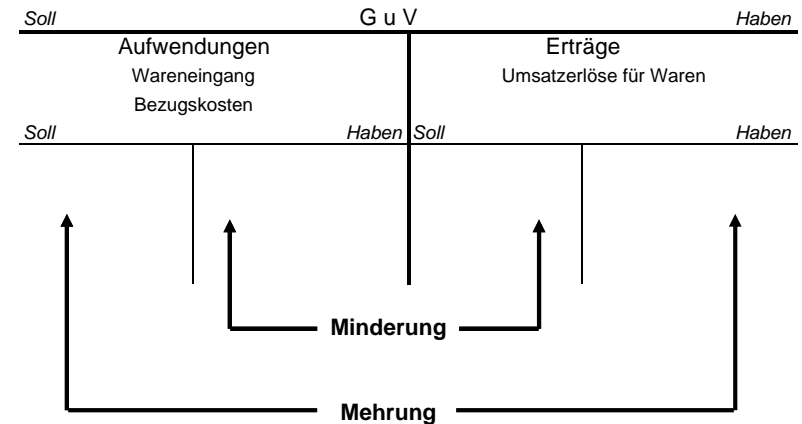 Soll G u V Haben
Aufwendungen Erträge
Wareneingang Umsatzerlöse für Waren
Bezugskosten
Soll Haben Soll Haben
Minderung
Mehrung